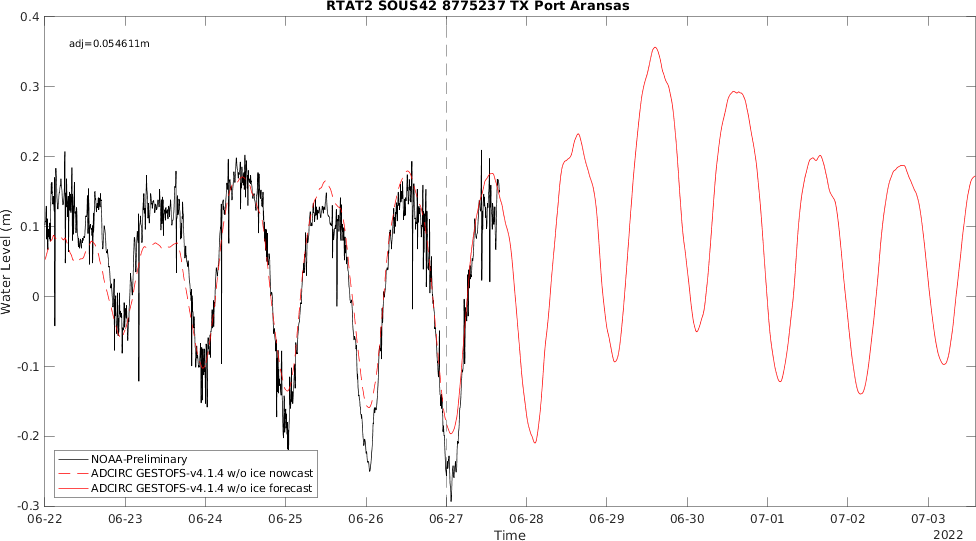 RTAT2 SOUS42 8775237 TX Port Aransas
adj=0.054611m
0.4
0.3
0.2
0.1
0
-0.1
-0.2
-0.3
Water Level (m)
NOAA-Preliminary
ADCIRC GESTOFS-v4.1.4 w/o ice nowcast
ADCIRC GESTOFS-v4.1.4 w/o ice forecast
06-22 06-23 06-24 06-25 06-26 06-27 06-28 06-29 06-30 07-01 07-02 07-03
Time
2022